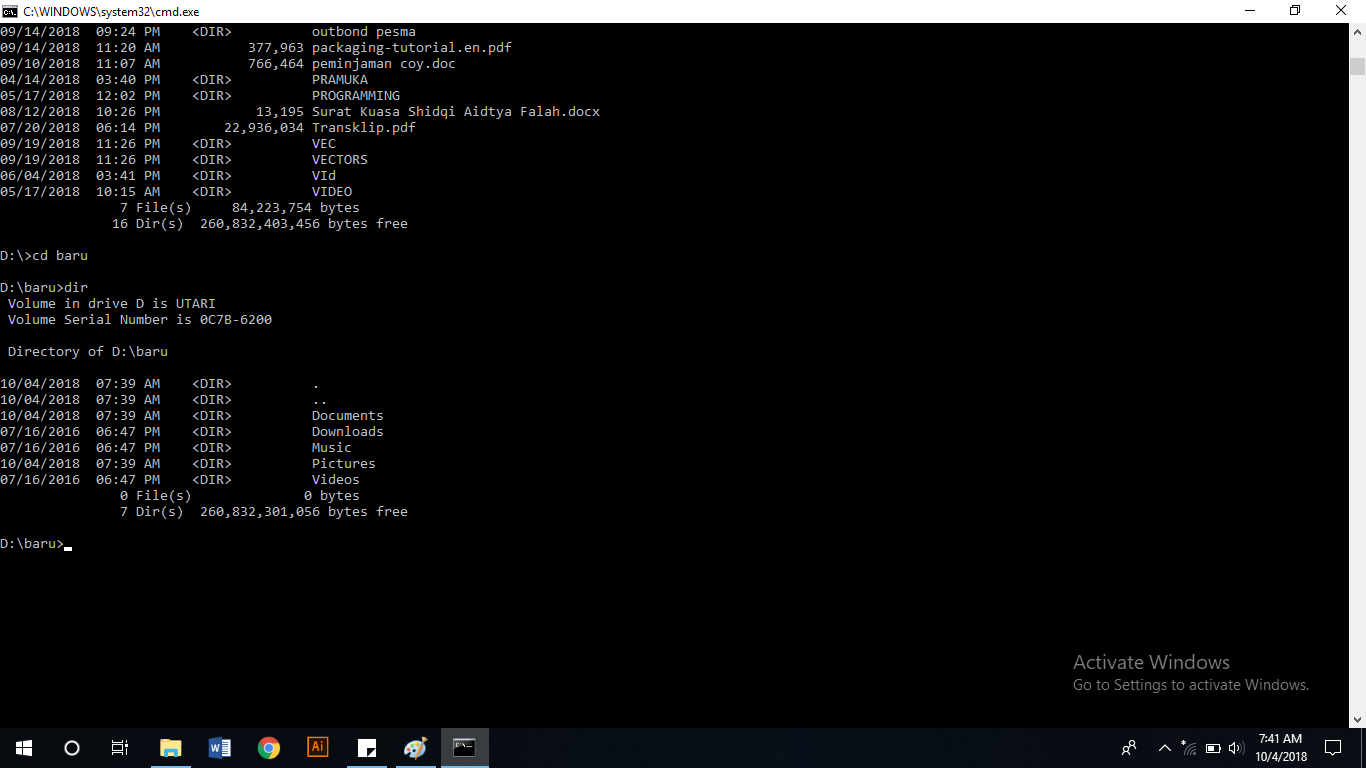 C:\WINDOWS\system32\cmd.exe
09/14/2018  09:24 PM    <DIR>          outbond pesma
09/14/2018  11:20 AM           377,963 packaging-tutorial.en.pdf
09/10/2018  11:07 AM           766,464 peminjaman coy.doc
04/14/2018  03:40 PM    <DIR>          PRAMUKA
05/17/2018  12:02 PM    <DIR>          PROGRAMMING
08/12/2018  10:26 PM            13,195 Surat Kuasa Shidqi Aidtya Falah.docx
07/20/2018  06:14 PM        22,936,034 Transklip.pdf
09/19/2018  11:26 PM    <DIR>          VEC
09/19/2018  11:26 PM    <DIR>          VECTORS
06/04/2018  03:41 PM    <DIR>          VId
05/17/2018  10:15 AM    <DIR>          VIDEO
               7 File(s)     84,223,754 bytes
              16 Dir(s)  260,832,403,456 bytes free
D:\>cd baru
D:\baru>dir
 Volume in drive D is UTARI
 Volume Serial Number is 0C7B-6200
 Directory of D:\baru
10/04/2018  07:39 AM    <DIR>          .
10/04/2018  07:39 AM    <DIR>          ..
10/04/2018  07:39 AM    <DIR>          Documents
07/16/2016  06:47 PM    <DIR>          Downloads
07/16/2016  06:47 PM    <DIR>          Music
10/04/2018  07:39 AM    <DIR>          Pictures
07/16/2016  06:47 PM    <DIR>          Videos
               0 File(s)              0 bytes
               7 Dir(s)  260,832,301,056 bytes free
D:\baru>
Activate Windows
Go to Settings to activate Windows.
Ai
7:41 AM
10/4/2018